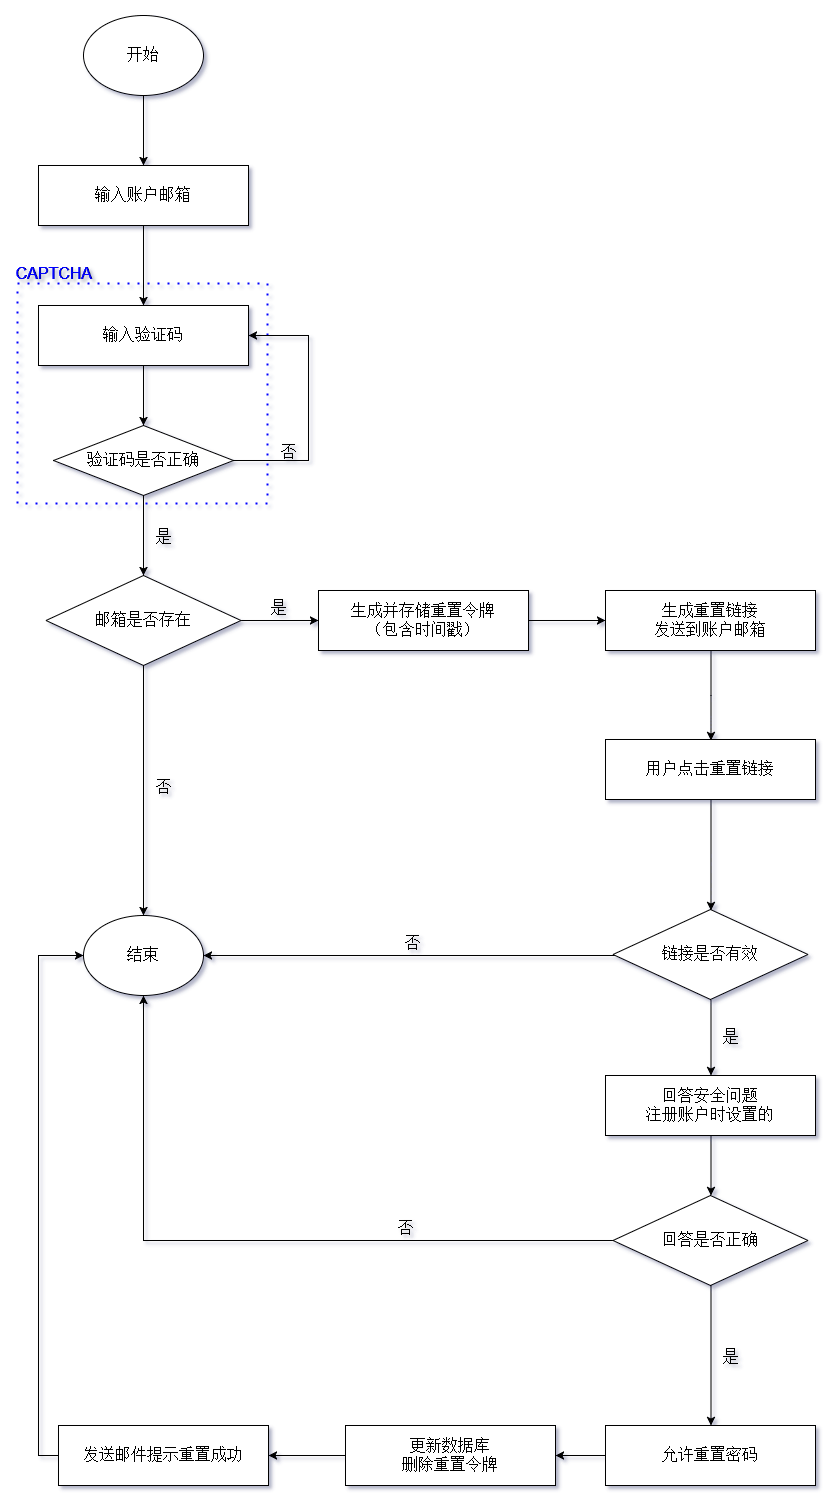 开始
输入账户邮箱
CAPTCHA
输入验证码
验证码是否正确
否
是
邮箱是否存在
是
生成并存储重置令牌
（包含时间戳）
生成重置链接
发送到账户邮箱
用户点击重置链接
否
链接是否有效
否
结束
是
回答安全问题
注册账户时设置的
回答是否正确
否
是
允许重置密码
更新数据库
删除重置令牌
发送邮件提示重置成功